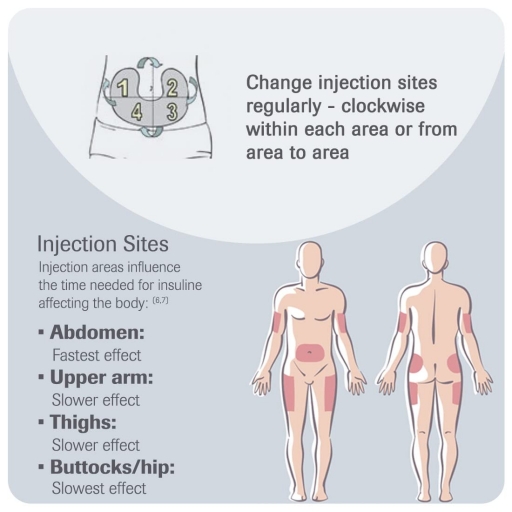 1 2
4 3
Change injection sites
regularly - clockwise
within each area or from
area to area
Injection Sites
Injection areas influence
the time needed for insuline
affecting the body: (6,7)
▪ Abdomen:
Fastest effect
▪ Upper arm:
Slower effect
▪ Thighs:
Slower effect
▪ Buttocks/hip:
Slowest effect